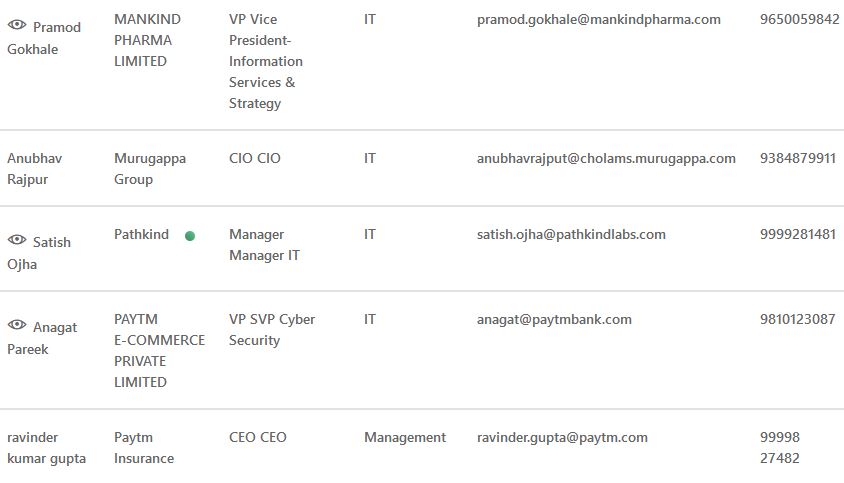 Pramod Gokhale
MANKIND PHARMA LIMITED
VP Vice President-Information Services & Strategy
IT
pramod.gokhale@mankindpharma.com
9650059842
Anubhav Rajpur
Murugappa Group
CIO CIO
IT
anubhavrajput@cholams.murugappa.com
9384879911
Satish Ojha
Pathkind
Manager Manager IT
IT
satish.ojha@pathkindlabs.com
9999281481
Anagat Pareek
PAYTM E-COMMERCE PRIVATE LIMITED
VP SVP Cyber Security
IT
anagat@paytmbank.com
9810123087
ravinder kumar gupta
Paytm Insurance
CEO CEO
Management
ravinder.gupta@paytm.com
99998 27482